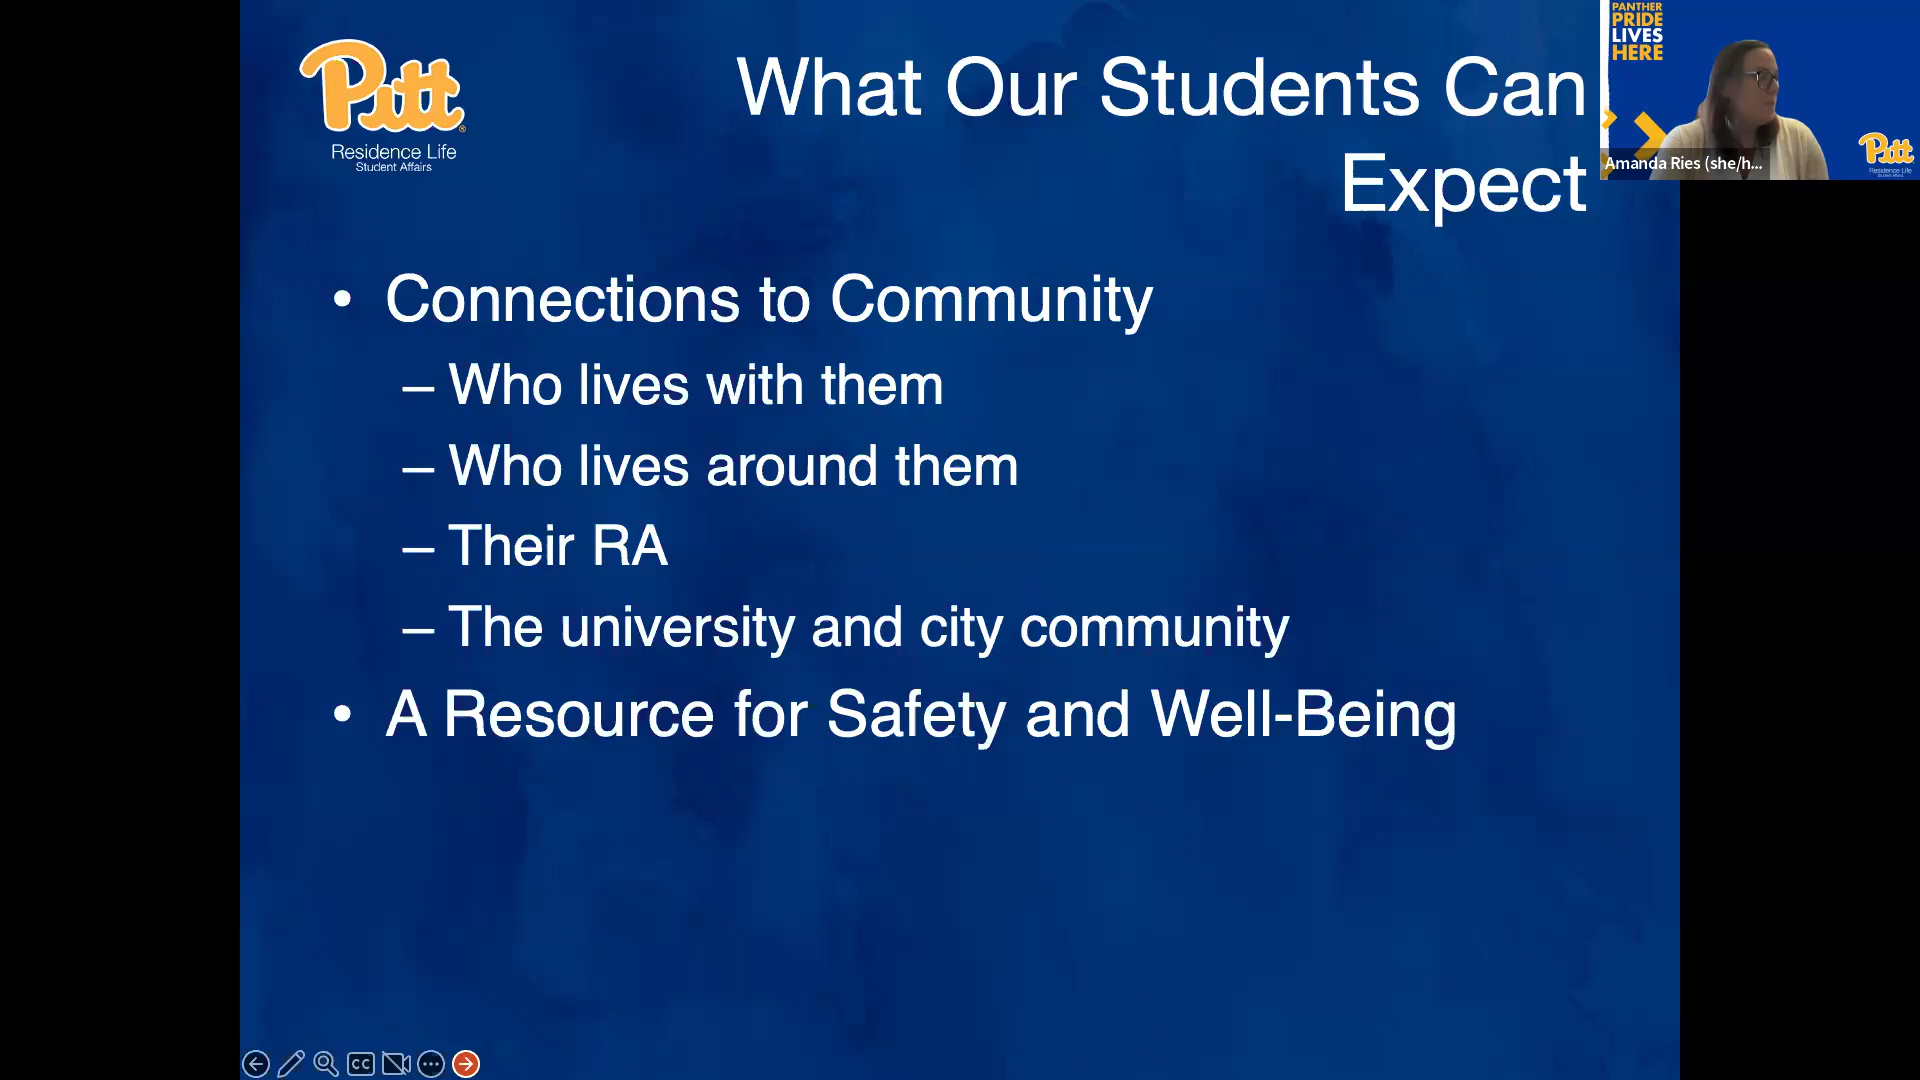 Pitt
Residence Life
Student Affairs
What Our Students Can
Expect
• Connections to Community
– Who lives with them
– Who lives around them
– Their RA
– The university and city community
• A Resource for Safety and Well-Being
PANTHER
PRIDE
LIVES
HERE
Amanda Ries (she/h...
Pitt
Residence Life
CC